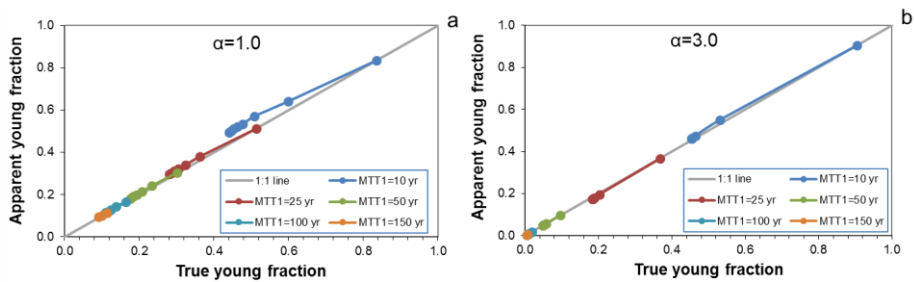 a
α=1.0
Apparent young fraction
1.0
0.8
0.6
0.4
0.2
0.0
1:1 line
MTT1=10 yr
MTT1=25 yr
MTT1=50 yr
MTT1=100 yr
MTT1=150 yr
0.0 0.2 0.4 0.6 0.8 1.0
True young fraction
b
α=3.0
Apparent young fraction
1.0
0.8
0.6
0.4
0.2
0.0
1:1 line
MTT1=10 yr
MTT1=25 yr
MTT1=50 yr
MTT1=100 yr
MTT1=150 yr
0.0 0.2 0.4 0.6 0.8 1.0
True young fraction